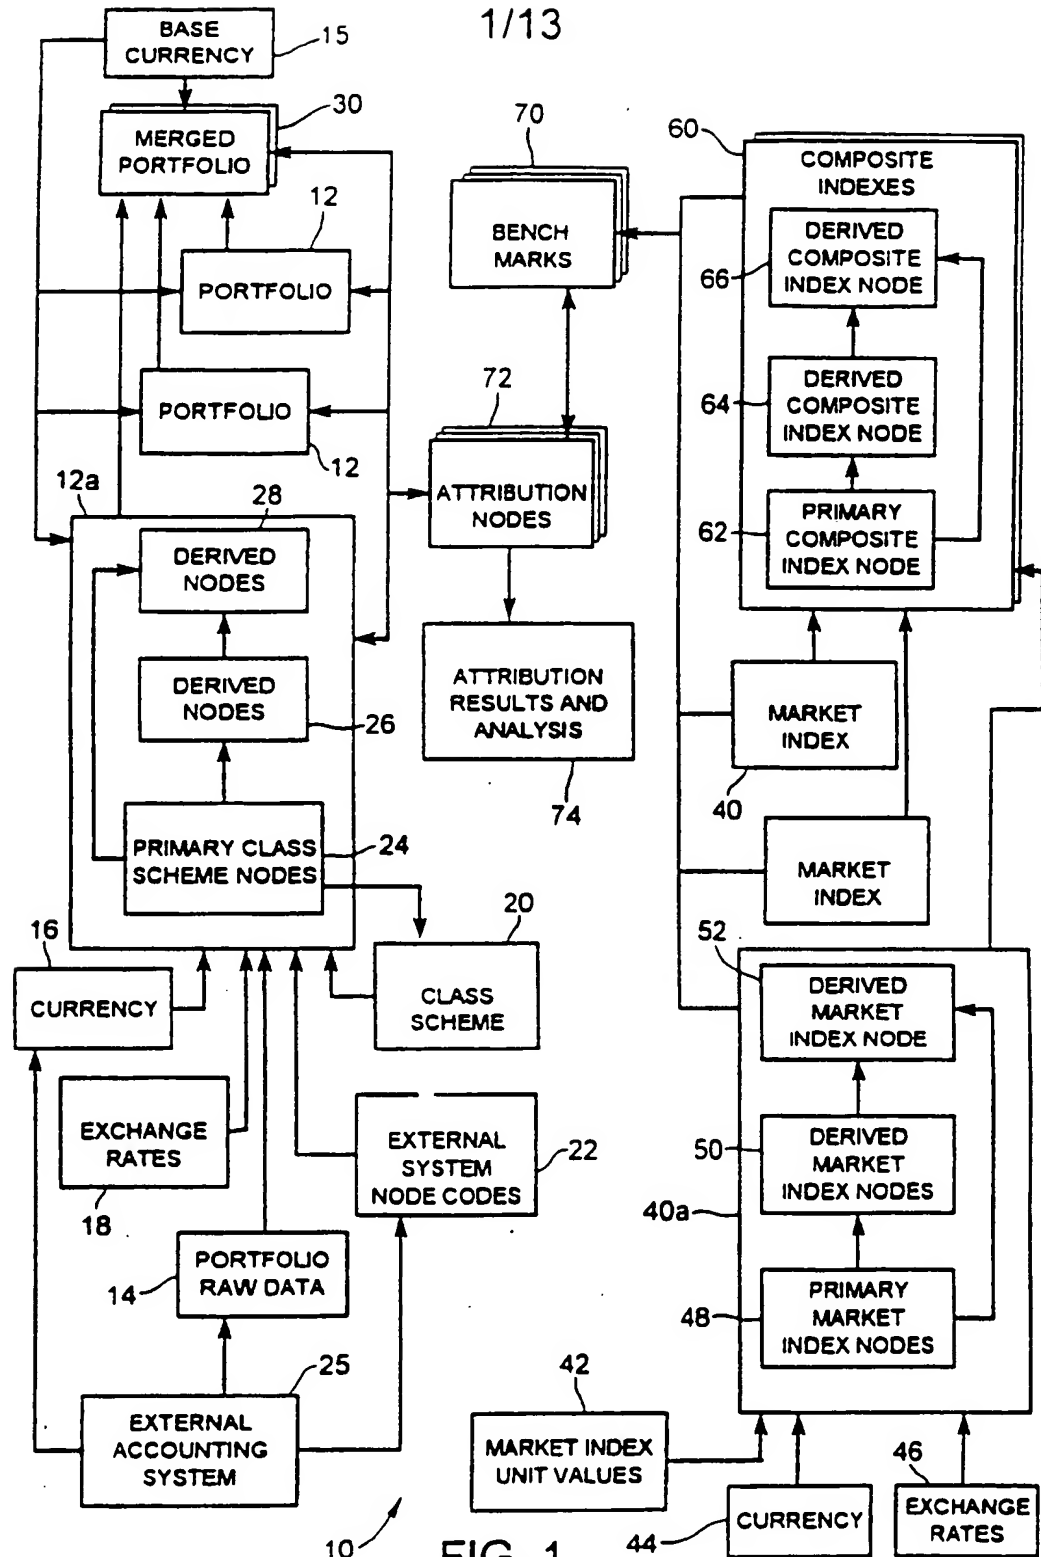 1/13
BASE
CURRENCY
15
MERGED
PORTFOLIO
30
12
PORTFOLIO
PORTFOLIO
12
12a
28
DERIVED
NODES
DERIVED
NODES
26
PRIMARY CLASS
SCHEME NODES
24
16
CURRENCY
20
CLASS
SCHEME
EXCHANGE
RATES
18
EXTERNAL
SYSTEM
NODE CODES
22
PORTFOLIO
RAW DATA
14
25
EXTERNAL
ACCOUNTING
SYSTEM
70
BENCH
MARKS
72
ATTRIBUTION
NODES
ATTRIBUTION
RESULTS AND
ANALYSIS
74
60
COMPOSITE
INDEXES
DERIVED
COMPOSITE
INDEX NODE
66
DERIVED
COMPOSITE
INDEX NODE
64
PRIMARY
COMPOSITE
INDEX NODE
62
MARKET
INDEX
40
MARKET
INDEX
52
DERIVED
MARKET
INDEX NODE
50
DERIVED
MARKET
INDEX NODES
40a
48
PRIMARY
MARKET
INDEX NODES
42
MARKET INDEX
UNIT VALUES
44
CURRENCY
46
EXCHANGE
RATES
10
FIG. 1